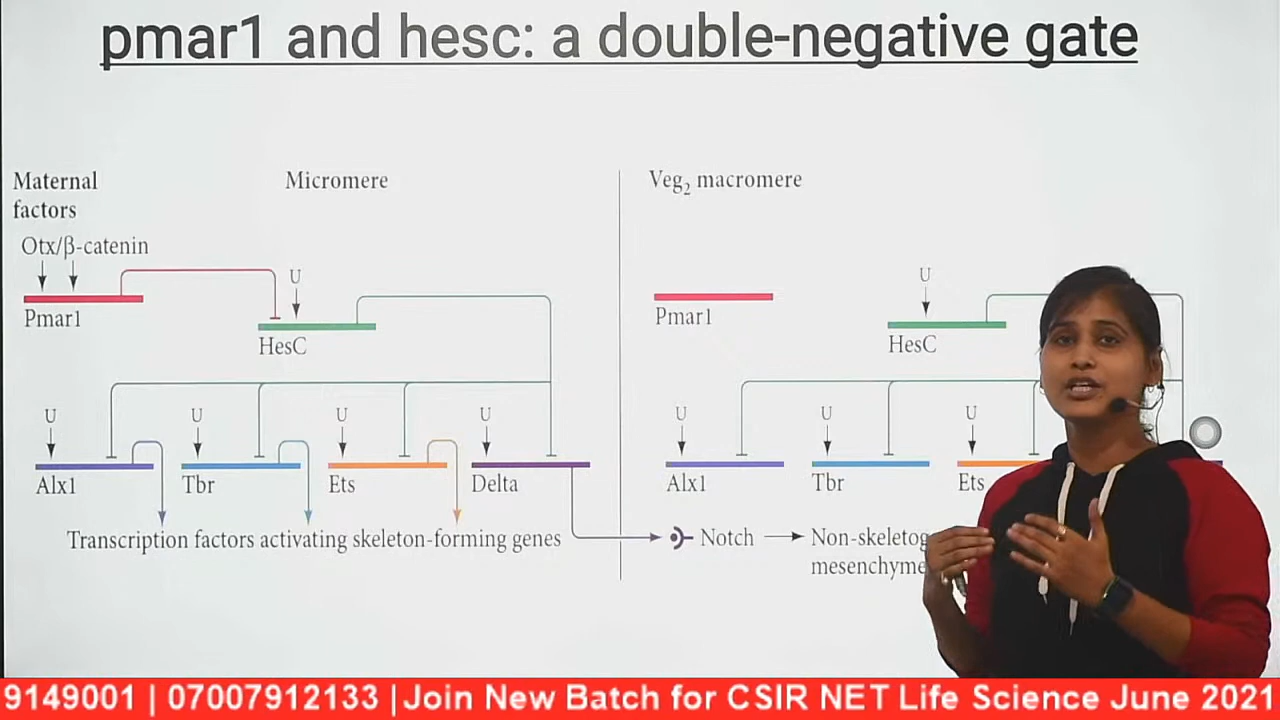 pmar1 and hesc: a double-negative gate
Maternal factors
Micromere
Veg₂ macromere
Otx/β-catenin
U
U
Pmar1
Pmar1
HesC
HesC
U
U
U
U
U
U
U
Alx1
Tbr
Ets
Delta
Alx1
Tbr
Ets
Transcription factors activating skeleton-forming genes
Notch
mesenchyme
9149001 | 07007912133 | Join New Batch for CSIR NET Life Science June 2021